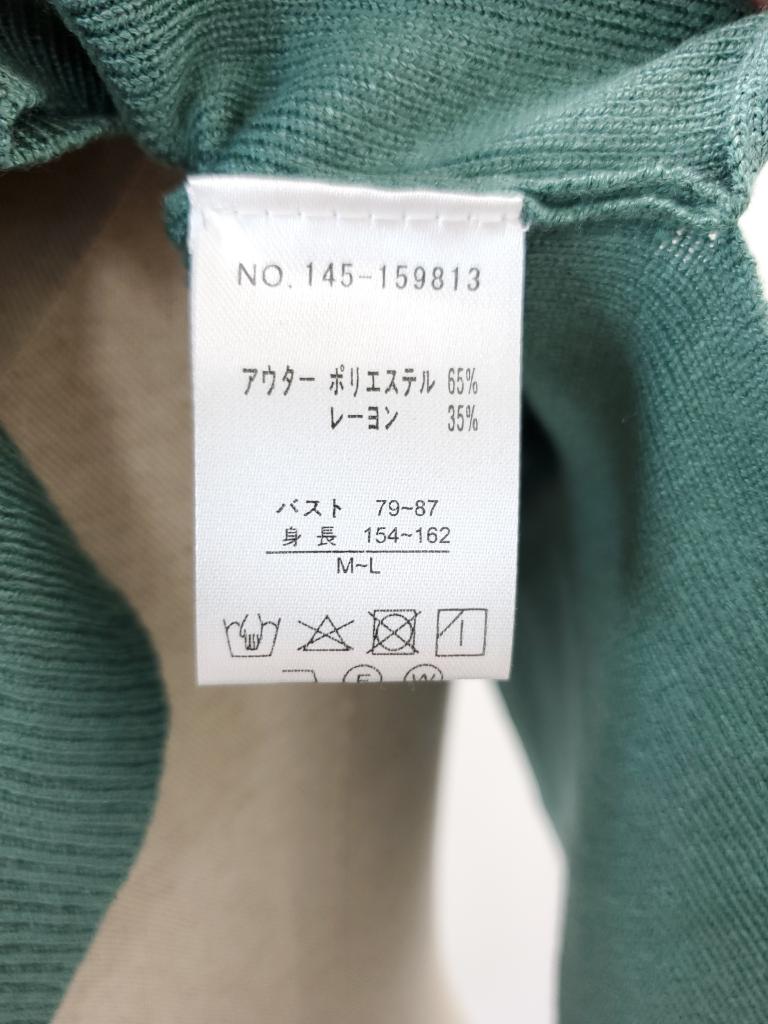 NO. 145-159813
アウター ポリエステル 65%
レーヨン 35%
バスト 79~87
身長 154~162
M~L
F W